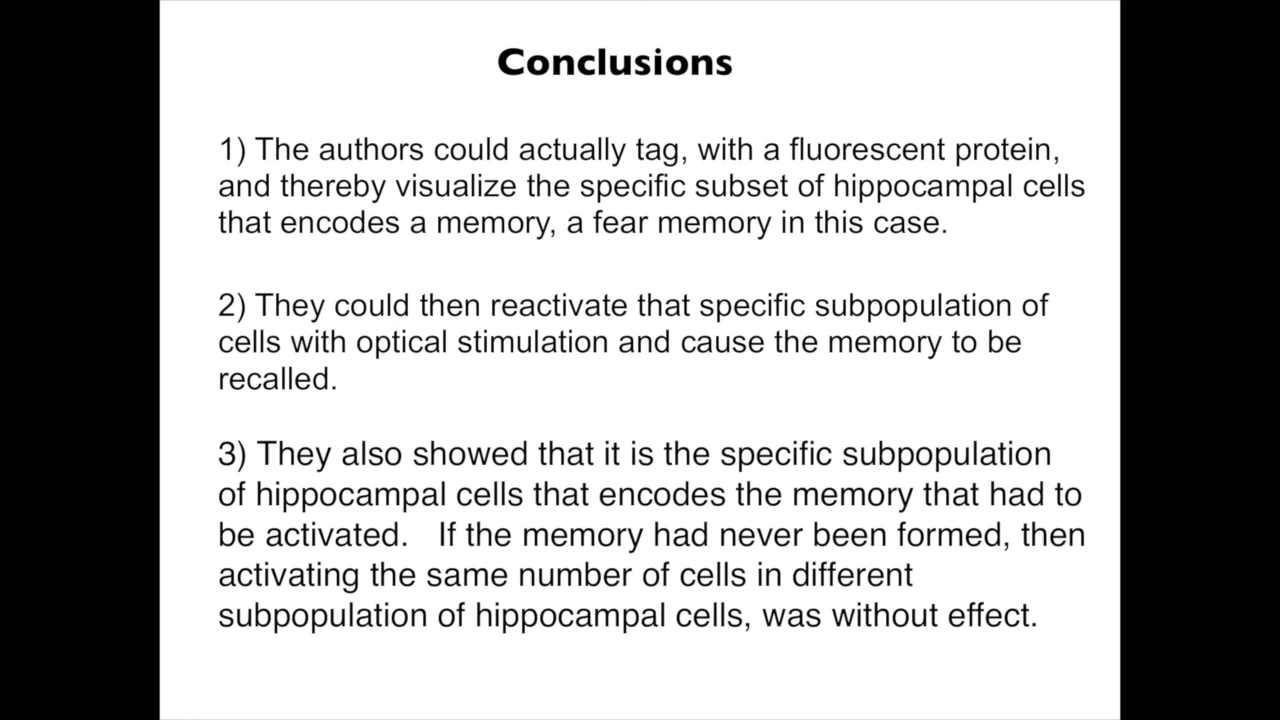 Conclusions
1) The authors could actually tag, with a fluorescent protein,
and thereby visualize the specific subset of hippocampal cells
that encodes a memory, a fear memory in this case.
2) They could then reactivate that specific subpopulation of
cells with optical stimulation and cause the memory to be
recalled.
3) They also showed that it is the specific subpopulation
of hippocampal cells that encodes the memory that had to
be activated.   If the memory had never been formed, then
activating the same number of cells in different
subpopulation of hippocampal cells, was without effect.